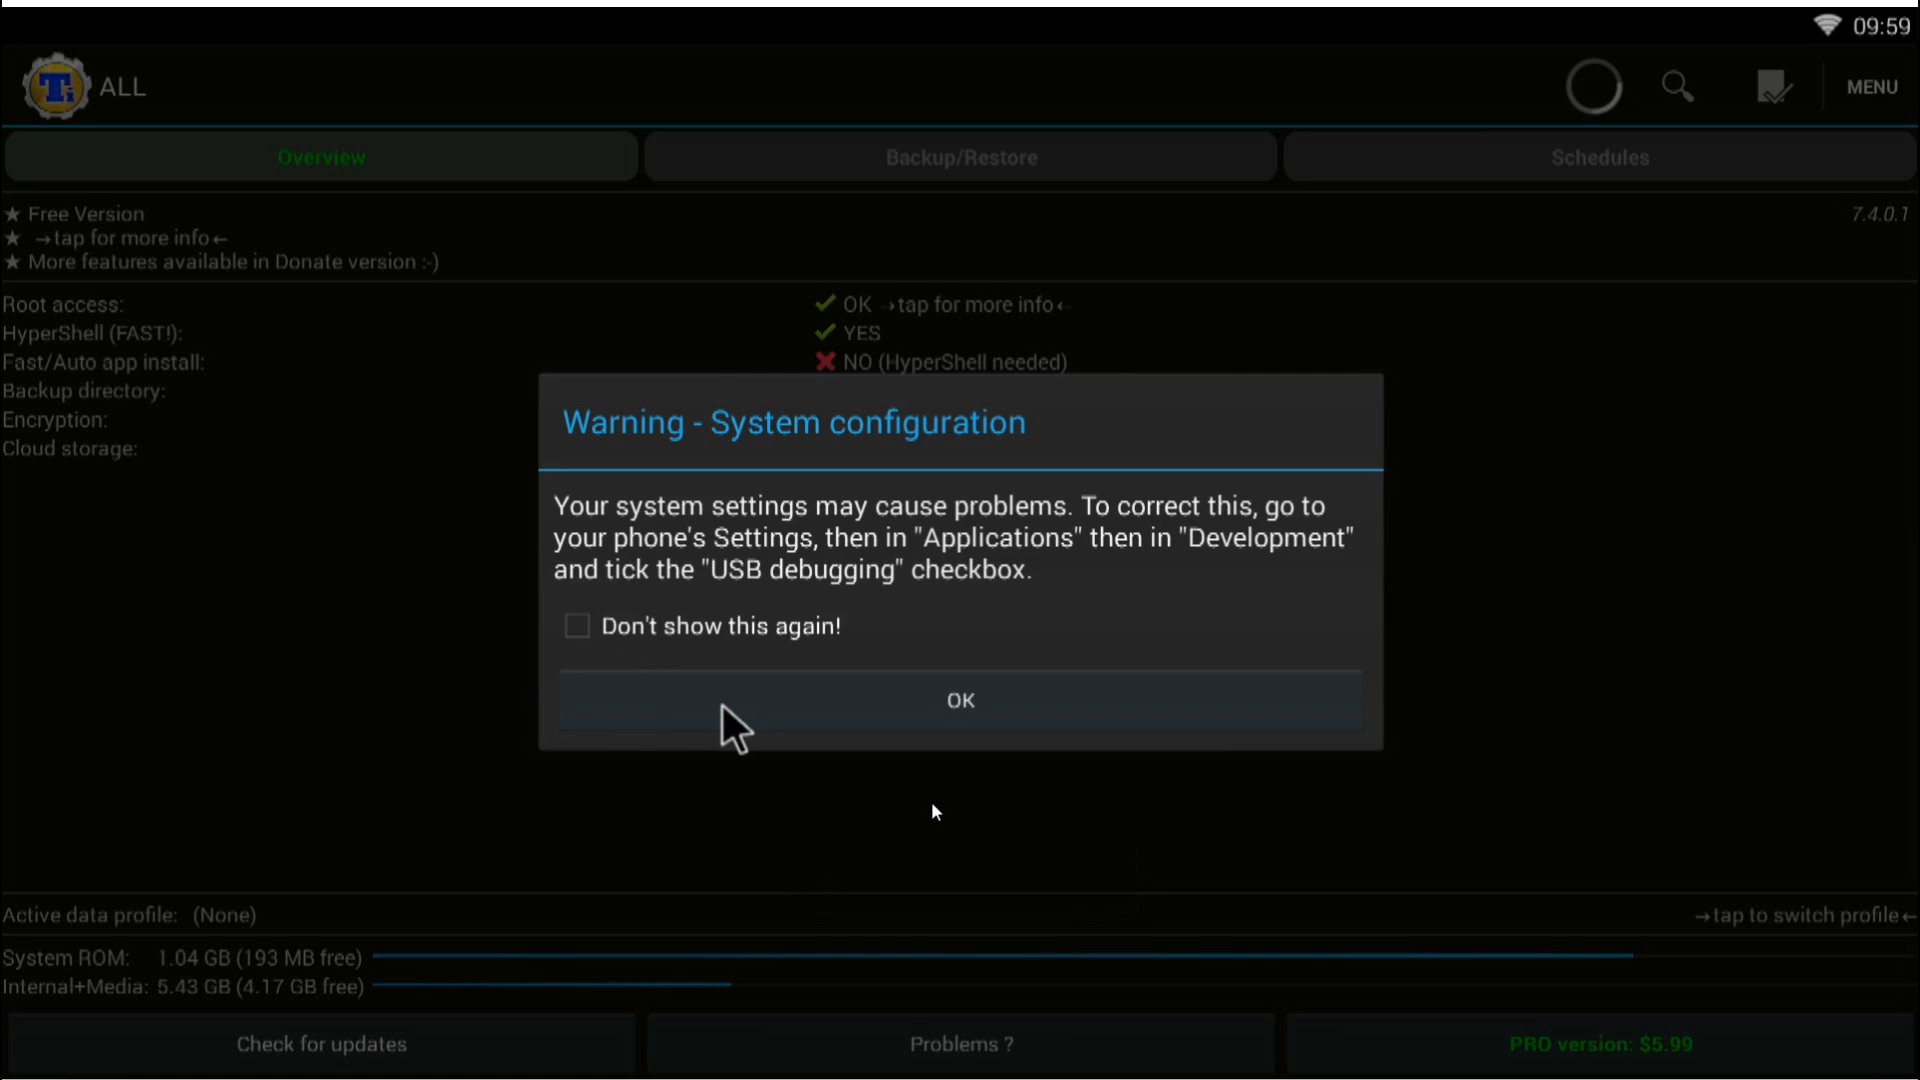 09:59
Ti ALL
MENU
Overview
Backup/Restore
Schedules
★ Free Version
7.4.0.1
★ →tap for more info←
★ More features available in Donate version :-)
Root access:
✔ OK →tap for more info←
HyperShell (FAST!):
✔ YES
Fast/Auto app install:
✖ NO (HyperShell needed)
Backup directory:
Encryption:
Cloud storage:
Warning - System configuration
Your system settings may cause problems. To correct this, go to
your phone's Settings, then in "Applications" then in "Development"
and tick the "USB debugging" checkbox.
Don't show this again!
OK
Active data profile: (None)
→tap to switch profile←
System ROM: 1.04 GB (193 MB free)
Internal+Media: 5.43 GB (4.17 GB free)
Check for updates
Problems ?
PRO version: $5.99